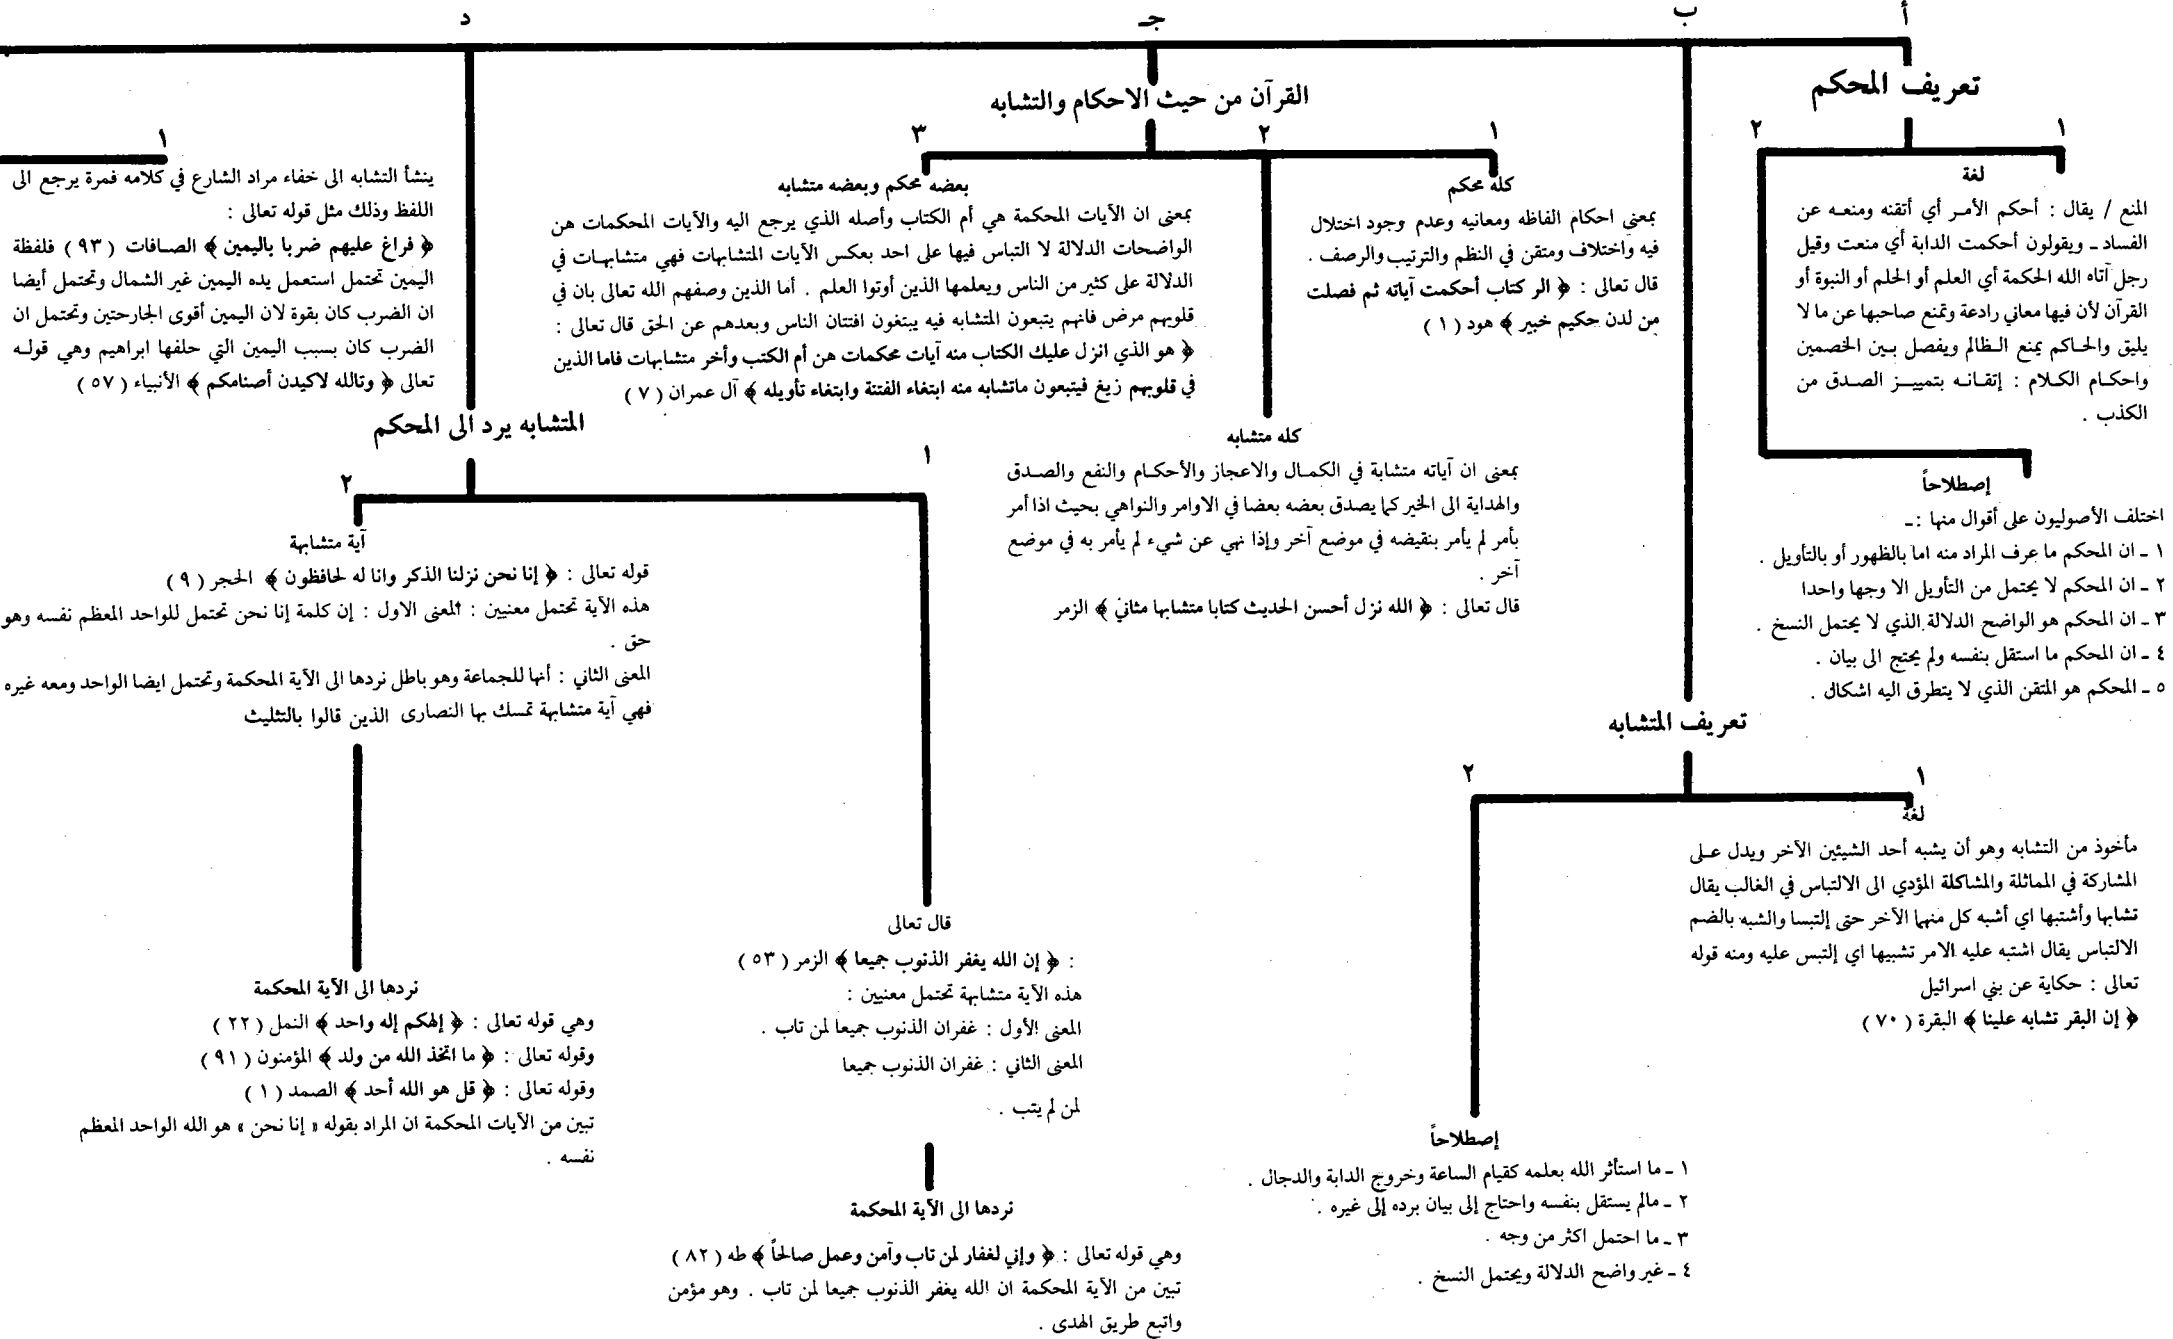 أ
تعريف المحكم
١
لغة
المنع / يقال : أحكم الأمر أي أتقنه ومنعه عن
الفساد ـ ويقولون أحكمت الدابة أي منعت وقيل
رجل آتاه الله الحكمة أي العلم أو الحلم أو النبوة أو
القرآن لأن فيها معاني رادعة وتمنع صاحبها عن ما لا
يليق والحاكم يمنع الظالم ويفصل بين الخصمين
واحكام الكلام : إتقانه بتمييز الصدق من
الكذب .
٢
إصطلاحاً
اختلف الأصوليون على أقوال منها :ـ
١ ـ ان المحكم ما عرف المراد منه اما بالظهور أو بالتأويل .
٢ ـ ان المحكم لا يحتمل من التأويل الا وجها واحدا
٣ ـ ان المحكم هو الواضح الدلالة الذي لا يحتمل النسخ .
٤ ـ ان المحكم ما استقل بنفسه ولم يحتج الى بيان .
٥ ـ المحكم هو المتقن الذي لا يتطرق اليه اشكال .
ب
تعريف المتشابه
١
لغة
مأخوذ من التشابه وهو أن يشبه أحد الشيئين الآخر ويدل على
المشاركة في المماثلة والمشاكلة المؤدي الى الالتباس في الغالب يقال
تشابها وأشتبها اي أشبه كل منهما الآخر حتى إلتبسا والشبه بالضم
الالتباس يقال اشتبه عليه الامر تشبيها اي إلتبس عليه ومنه قوله
تعالى : حكاية عن بني اسرائيل
﴿ إن البقر تشابه علينا ﴾ البقرة ( ٧٠ )
٢
إصطلاحاً
١ ـ ما استأثر الله بعلمه كقيام الساعة وخروج الدابة والدجال .
٢ ـ مالم يستقل بنفسه واحتاج إلى بيان برده إلى غيره .
٣ ـ ما احتمل اكثر من وجه .
٤ ـ غير واضح الدلالة ويحتمل النسخ .
جـ
القرآن من حيث الاحكام والتشابه
١
كله محكم
بمعنى احكام الفاظه ومعانيه وعدم وجود اختلال
فيه واختلاف ومتقن في النظم والترتيب والرصف .
قال تعالى : ﴿ الر كتاب أحكمت آياته ثم فصلت
من لدن حكيم خبير ﴾ هود ( ١ )
٢
كله متشابه
بمعنى ان آياته متشابة في الكمال والاعجاز والأحكام والنفع والصدق
والهداية الى الخير كما يصدق بعضه بعضا في الاوامر والنواهي بحيث اذا أمر
بأمر لم يأمر بنقيضه في موضع آخر وإذا نهي عن شيء لم يأمر به في موضع
آخر .
قال تعالى : ﴿ الله نزل أحسن الحديث كتابا متشابها مثاني ﴾ الزمر
٣
بعضه محكم وبعضه متشابه
بمعنى ان الآيات المحكمة هي أم الكتاب وأصله الذي يرجع اليه والآيات المحكمات هن
الواضحات الدلالة لا التباس فيها على احد بعكس الآيات المتشابهات فهي متشابهات في
الدلالة على كثير من الناس ويعلمها الذين أوتوا العلم . أما الذين وصفهم الله تعالى بان في
قلوبهم مرض فانهم يتبعون المتشابه فيه يبتغون افتتان الناس وبعدهم عن الحق قال تعالى :
﴿ هو الذي انزل عليك الكتاب منه آيات محكمات هن أم الكتب وأخر متشابهات فاما الذين
في قلوبهم زيغ فيتبعون ماتشابه منه ابتغاء الفتنة وابتغاء تأويله ﴾ آل عمران ( ٧ )
د
المتشابه يرد الى المحكم
١
قال تعالى
: ﴿ إن الله يغفر الذنوب جميعا ﴾ الزمر ( ٥٣ )
هذه الآية متشابهة تحتمل معنيين :
المعنى الأول : غفران الذنوب جميعا لمن تاب .
المعنى الثاني : غفران الذنوب جميعا
لمن لم يتب .
نردها الى الآية المحكمة
وهي قوله تعالى : ﴿ وإني لغفار لمن تاب وآمن وعمل صالحاً ﴾ طه ( ٨٢ )
تبين من الآية المحكمة ان الله يغفر الذنوب جميعا لمن تاب . وهو مؤمن
واتبع طريق الهدى .
٢
آية متشابهة
قوله تعالى : ﴿ إنا نحن نزلنا الذكر وانا له لحافظون ﴾ الحجر ( ٩ )
هذه الآية تحتمل معنيين : المعنى الاول : إن كلمة إنا نحن تحتمل للواحد المعظم نفسه وهو
حق .
المعنى الثاني : أنها للجماعة وهو باطل نردها الى الآية المحكمة وتحتمل ايضا الواحد ومعه غيره
فهي آية متشابهة تمسك بها النصارى الذين قالوا بالتثليث
نردها الى الآية المحكمة
وهي قوله تعالى : ﴿ إلهكم إله واحد ﴾ النمل ( ٢٢ )
وقوله تعالى : ﴿ ما اتخذ الله من ولد ﴾ المؤمنون ( ٩١ )
وقوله تعالى : ﴿ قل هو الله أحد ﴾ الصمد ( ١ )
تبين من الآيات المحكمة ان المراد بقوله « إنا نحن » هو الله الواحد المعظم
نفسه .
١
ينشأ التشابه الى خفاء مراد الشارع في كلامه فمرة يرجع الى
اللفظ وذلك مثل قوله تعالى :
﴿ فراغ عليهم ضربا باليمين ﴾ الصافات ( ٩٣ ) فلفظة
اليمين تحتمل استعمل يده اليمين غير الشمال وتحتمل أيضا
ان الضرب كان بقوة لان اليمين أقوى الجارحتين وتحتمل ان
الضرب كان بسبب اليمين التي حلفها ابراهيم وهي قوله
تعالى ﴿ وتالله لاكيدن أصنامكم ﴾ الأنبياء ( ٥٧ )